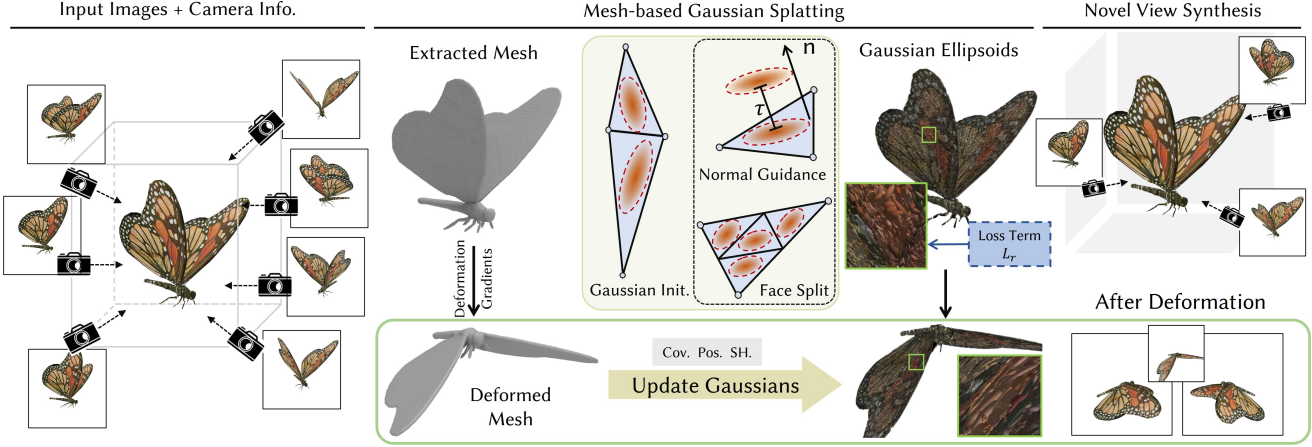 Input Images + Camera Info.
Mesh-based Gaussian Splatting
Novel View Synthesis
Extracted Mesh
n
τ
Normal Guidance
Gaussian Init.
Face Split
Gaussian Ellipsoids
Loss Term
Lᵣ
Deformation
Gradients
After Deformation
Deformed
Mesh
Cov. Pos. SH.
Update Gaussians